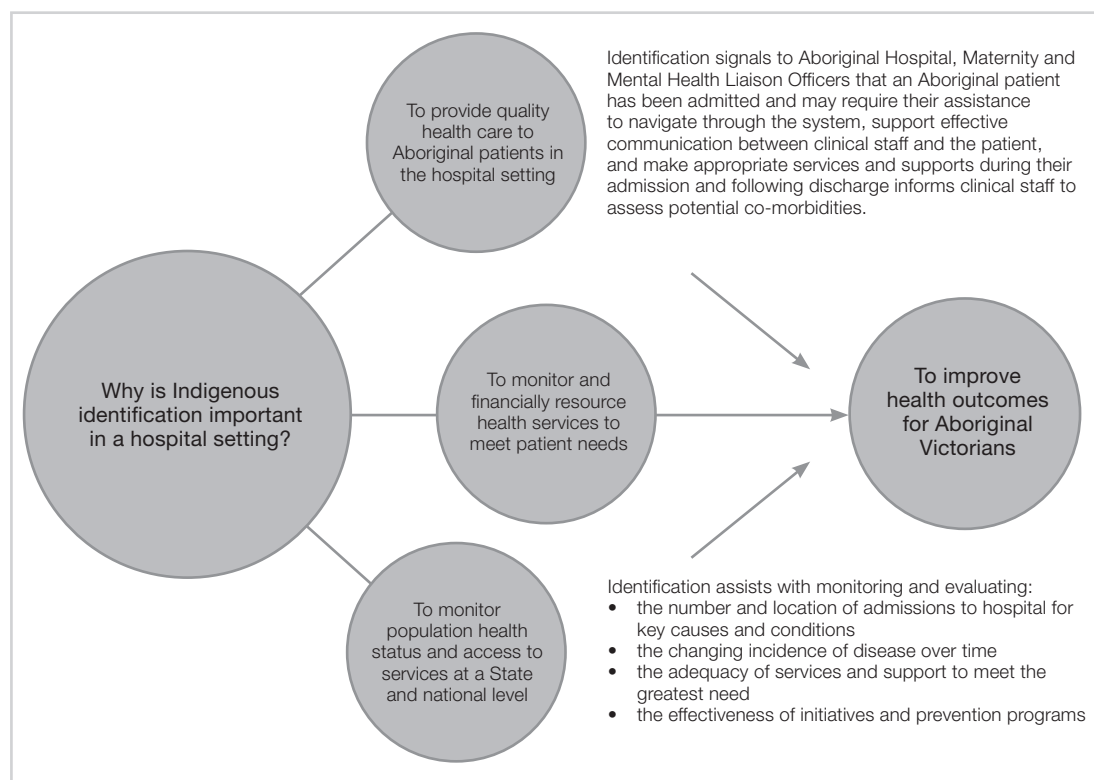 Why is Indigenous
identification important
in a hospital setting?
To provide quality
health care to
Aboriginal patients in
the hospital setting
Identification signals to Aboriginal Hospital, Maternity and
Mental Health Liaison Officers that an Aboriginal patient
has been admitted and may require their assistance
to navigate through the system, support effective
communication between clinical staff and the patient,
and make appropriate services and supports during their
admission and following discharge informs clinical staff to
assess potential co-morbidities.
To monitor and
financially resource
health services to
meet patient needs
To improve
health outcomes
for Aboriginal
Victorians
To monitor
population health
status and access to
services at a State
and national level
Identification assists with monitoring and evaluating:
• the number and location of admissions to hospital for
key causes and conditions
• the changing incidence of disease over time
• the adequacy of services and support to meet the
greatest need
• the effectiveness of initiatives and prevention programs